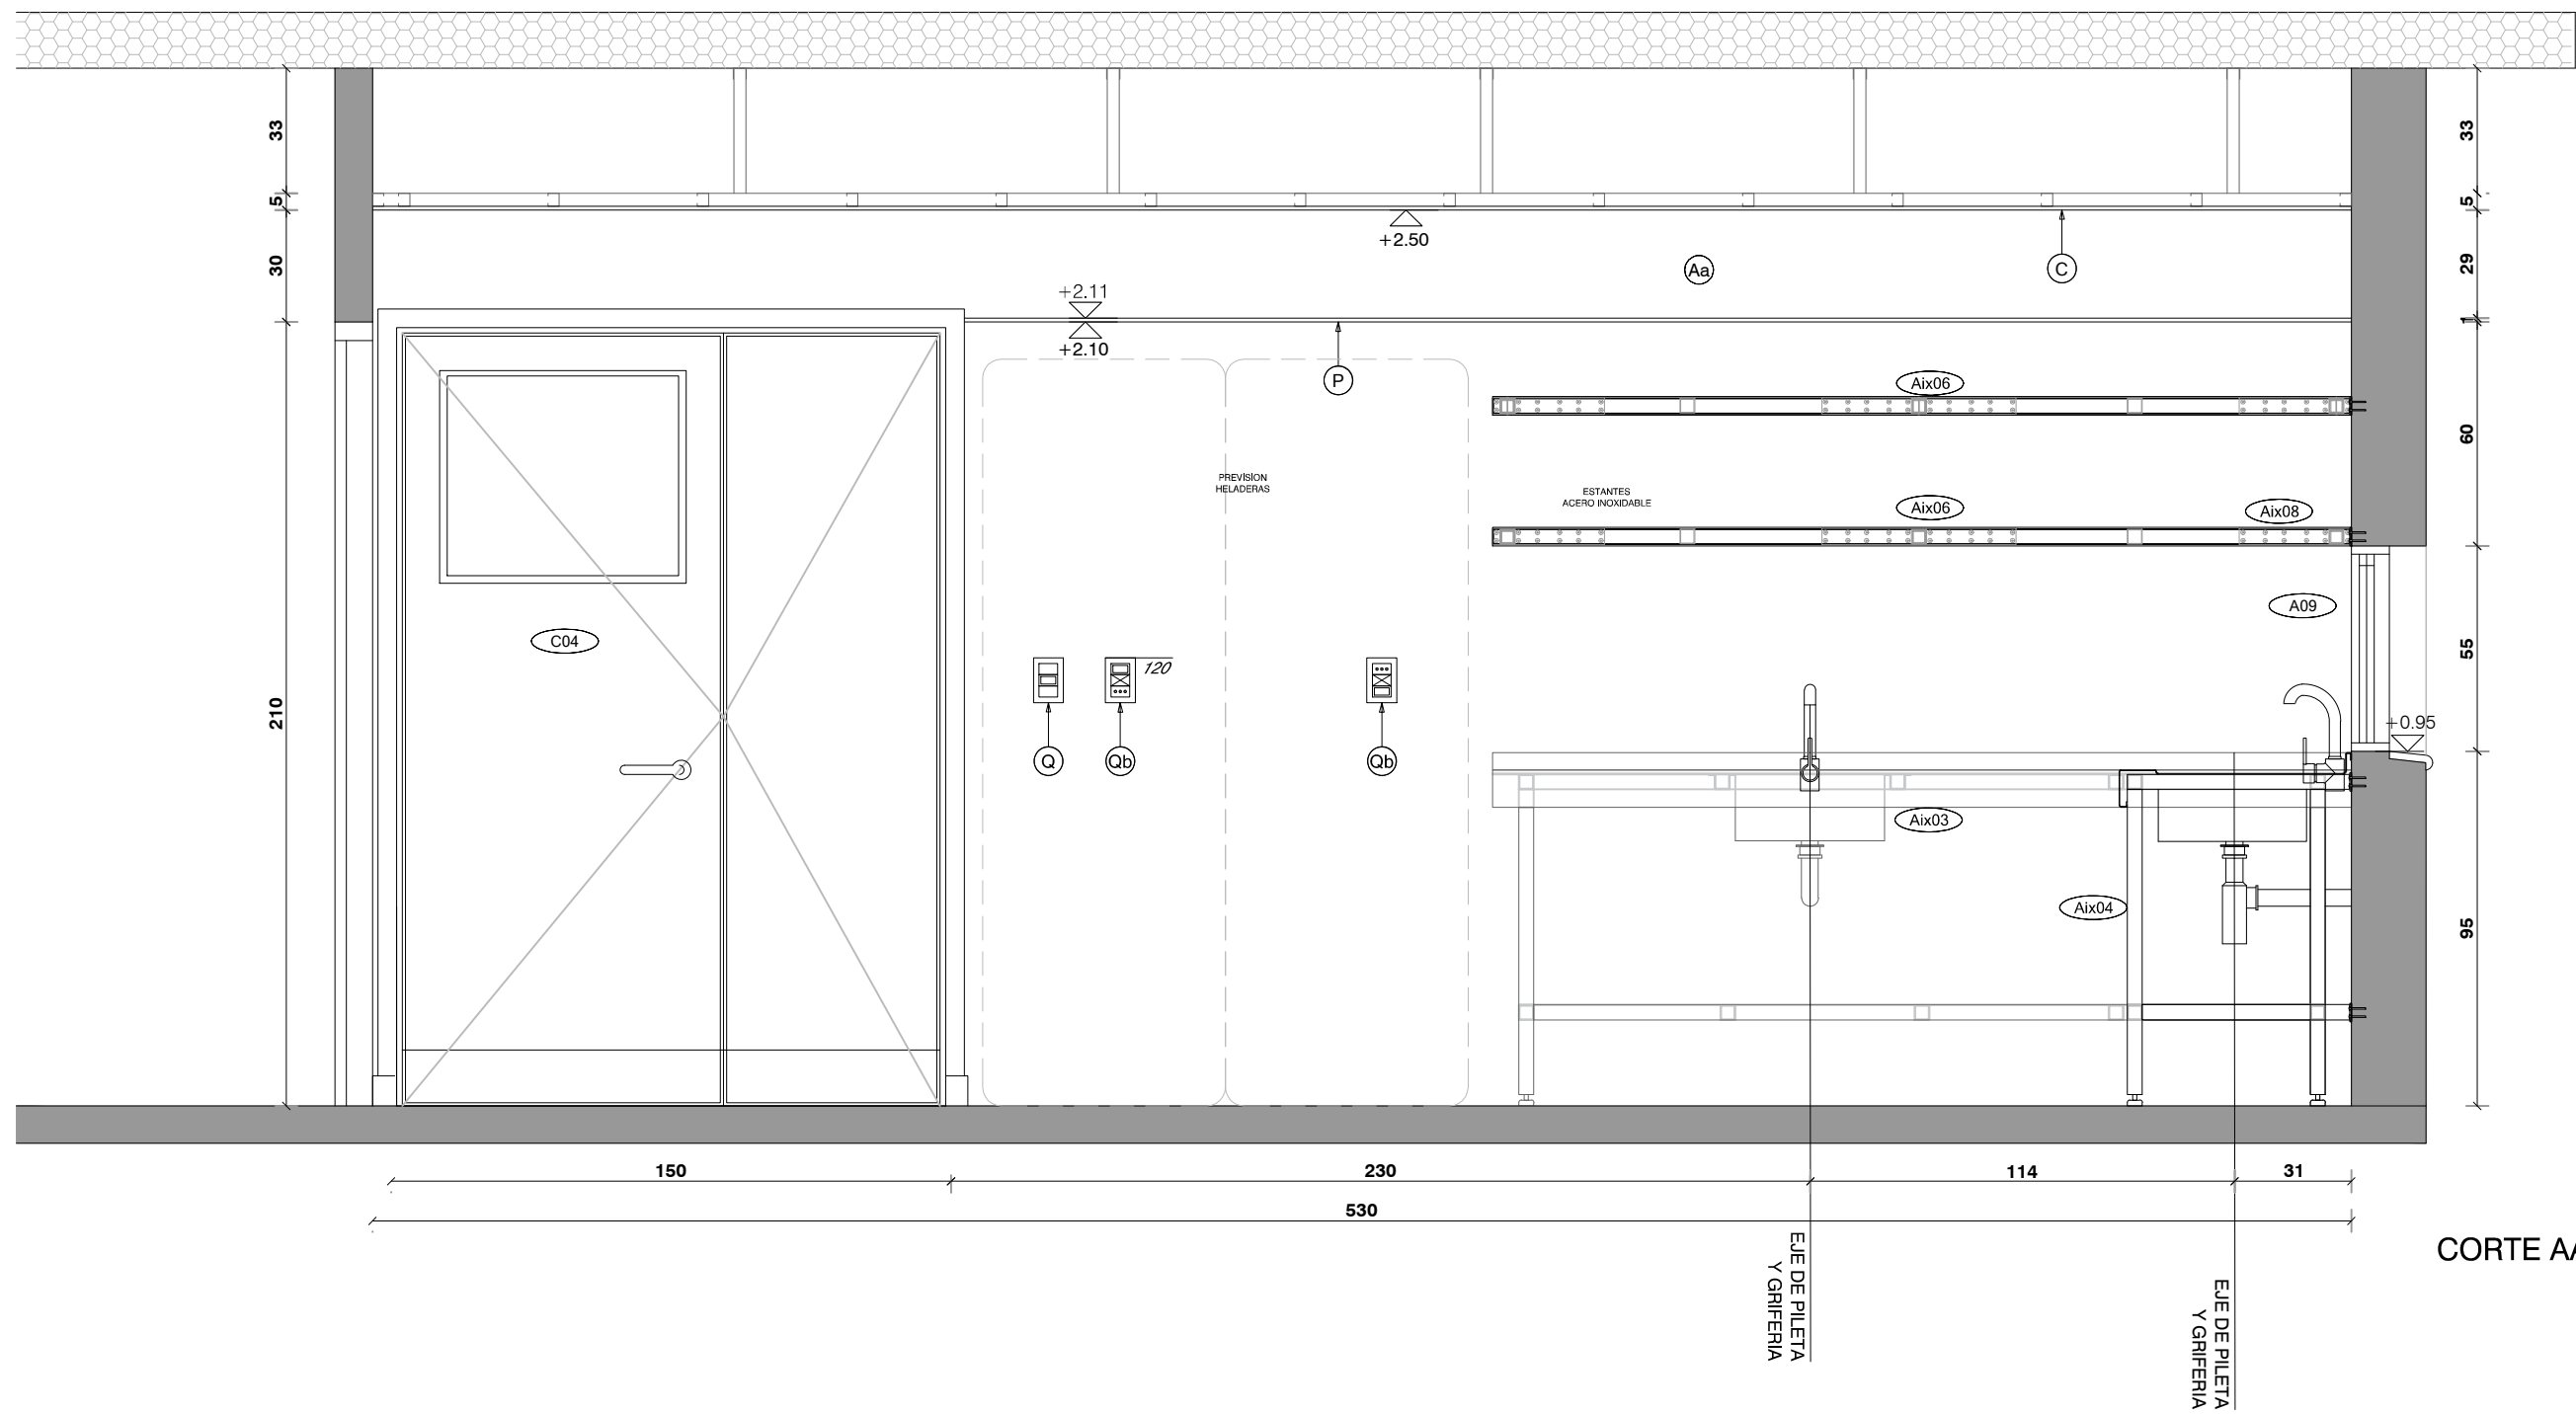 33
33
5
5
+2.50
30
Aa
C
29
+2.11
1
+2.10
P
Aix06
60
PREVISION
HELADERAS
ESTANTES
ACERO INOXIDABLE
Aix06
Aix08
A09
C04
55
120
210
+0.95
Q
Qb
Qb
Aix03
Aix04
95
150
230
114
31
530
EJE DE PILETA
Y GRIFERIA
EJE DE PILETA
Y GRIFERIA
CORTE AA